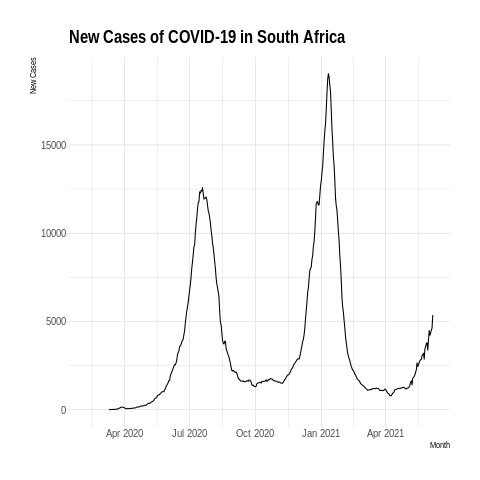 New Cases of COVID-19 in South Africa
New Cases
15000
10000
5000
0
Apr 2020 Jul 2020 Oct 2020 Jan 2021 Apr 2021
Month